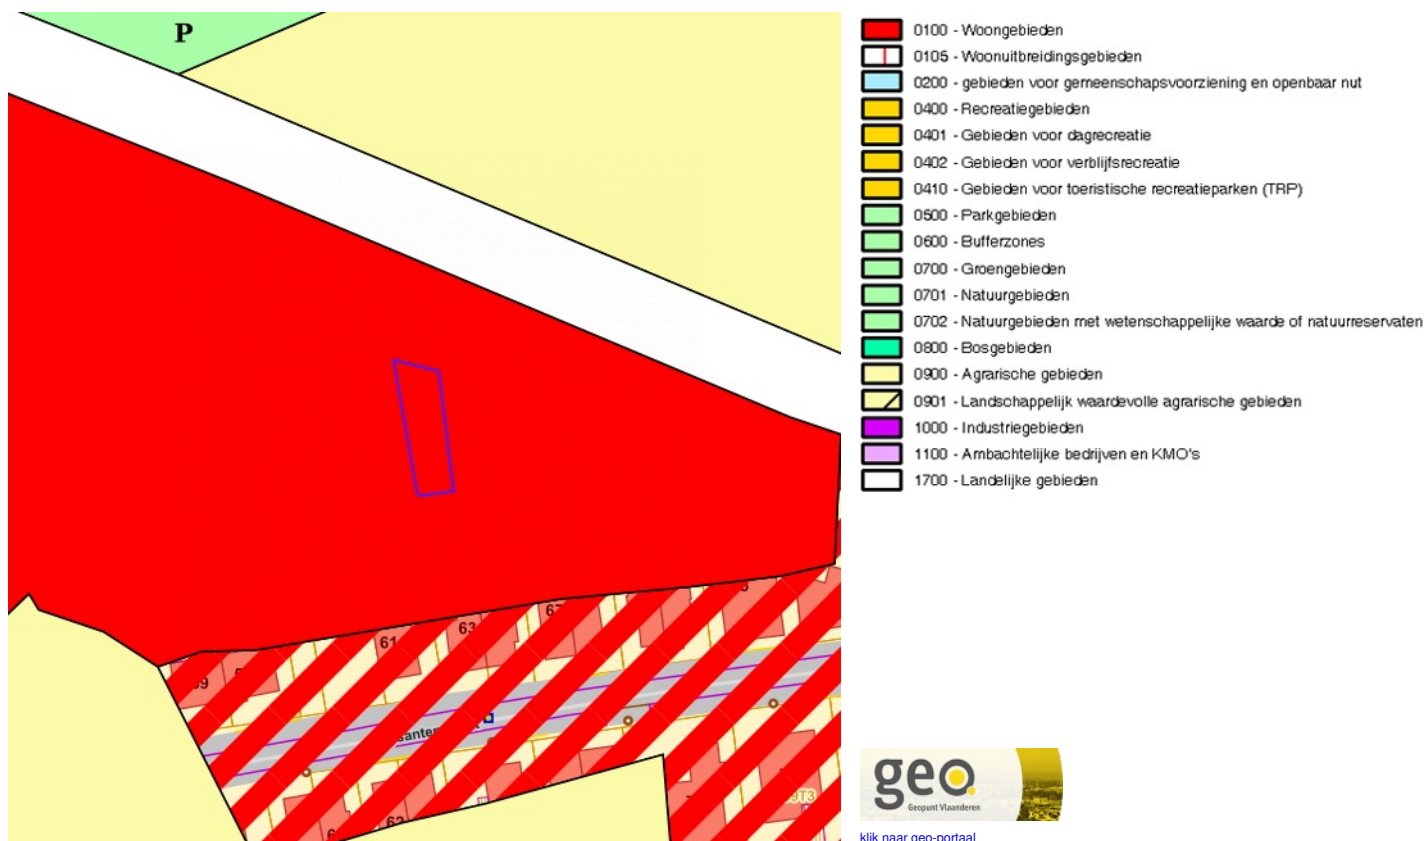 P
61
63
0100 - Woongebieden
0105 - Woonuitbreidingsgebieden
0200 - gebieden voor gemeenschapsvoorziening en openbaar nut
0400 - Recreatiegebieden
0401 - Gebieden voor dagrecreatie
0402 - Gebieden voor verblijfsrecreatie
0410 - Gebieden voor toeristische recreatieparken (TRP)
0500 - Parkgebieden
0600 - Bufferzones
0700 - Groengebieden
0701 - Natuurgebieden
0702 - Natuurgebieden met wetenschappelijke waarde of natuurreservaten
0800 - Bosgebieden
0900 - Agrarische gebieden
0901 - Landschappelijk waardevolle agrarische gebieden
1000 - Industriegebieden
1100 - Ambachtelijke bedrijven en KMO's
1700 - Landelijke gebieden
geo
Geopunt Vlaanderen
klik naar geo-portaal